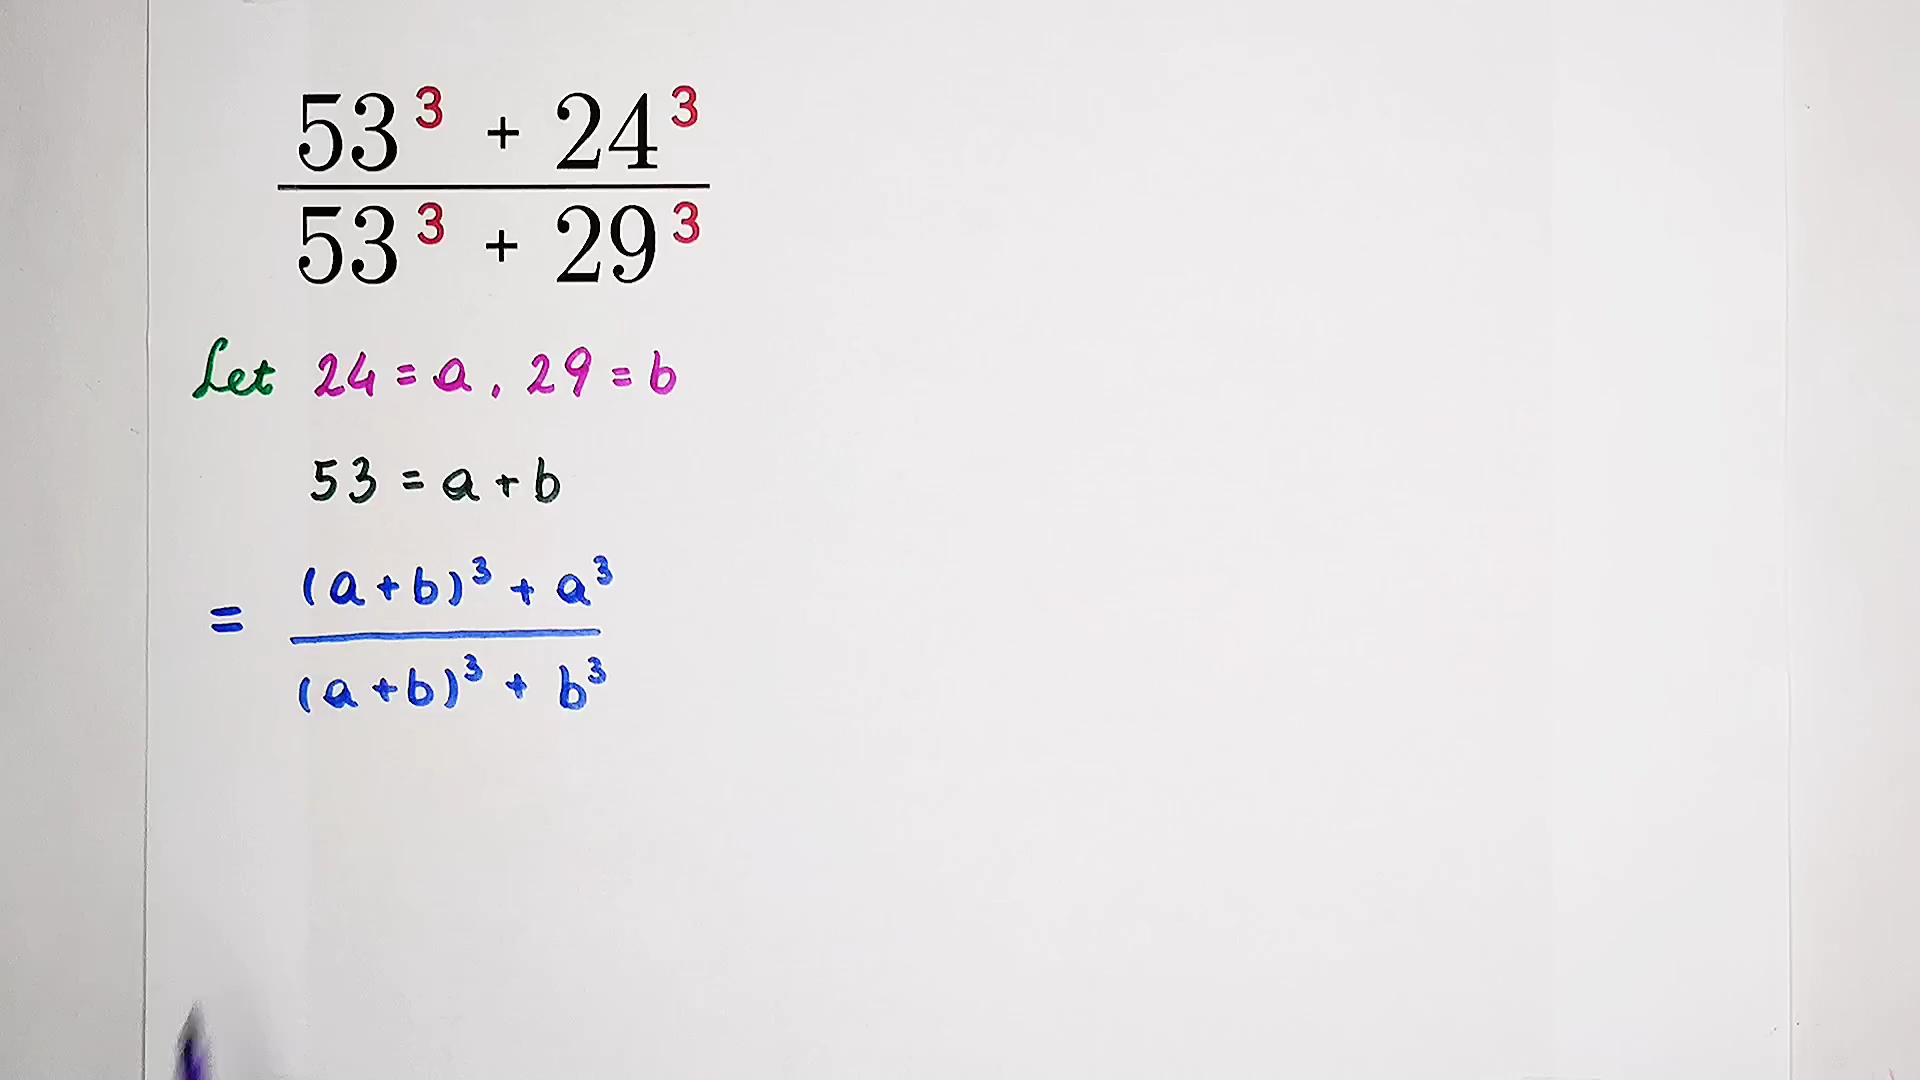 53³ + 24³
53³ + 29³
Let 24 = a, 29 = b
53 = a + b
= (a + b)³ + a³
(a + b)³ + b³